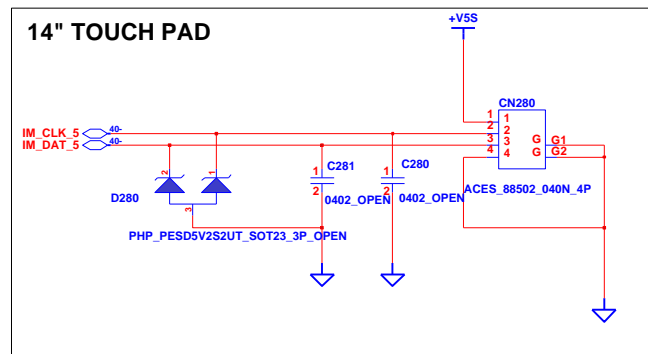 14" TOUCH PAD
+V5S
CN280
IM_CLK_5 40-
IM_DAT_5 40-
1 1
2 2
3 3 G G1
4 4 G G2
2 1
D280
3
1 C281
2
0402_OPEN
1 C280
2
0402_OPEN
ACES_88502_040N_4P
PHP_PESD5V2S2UT_SOT23_3P_OPEN